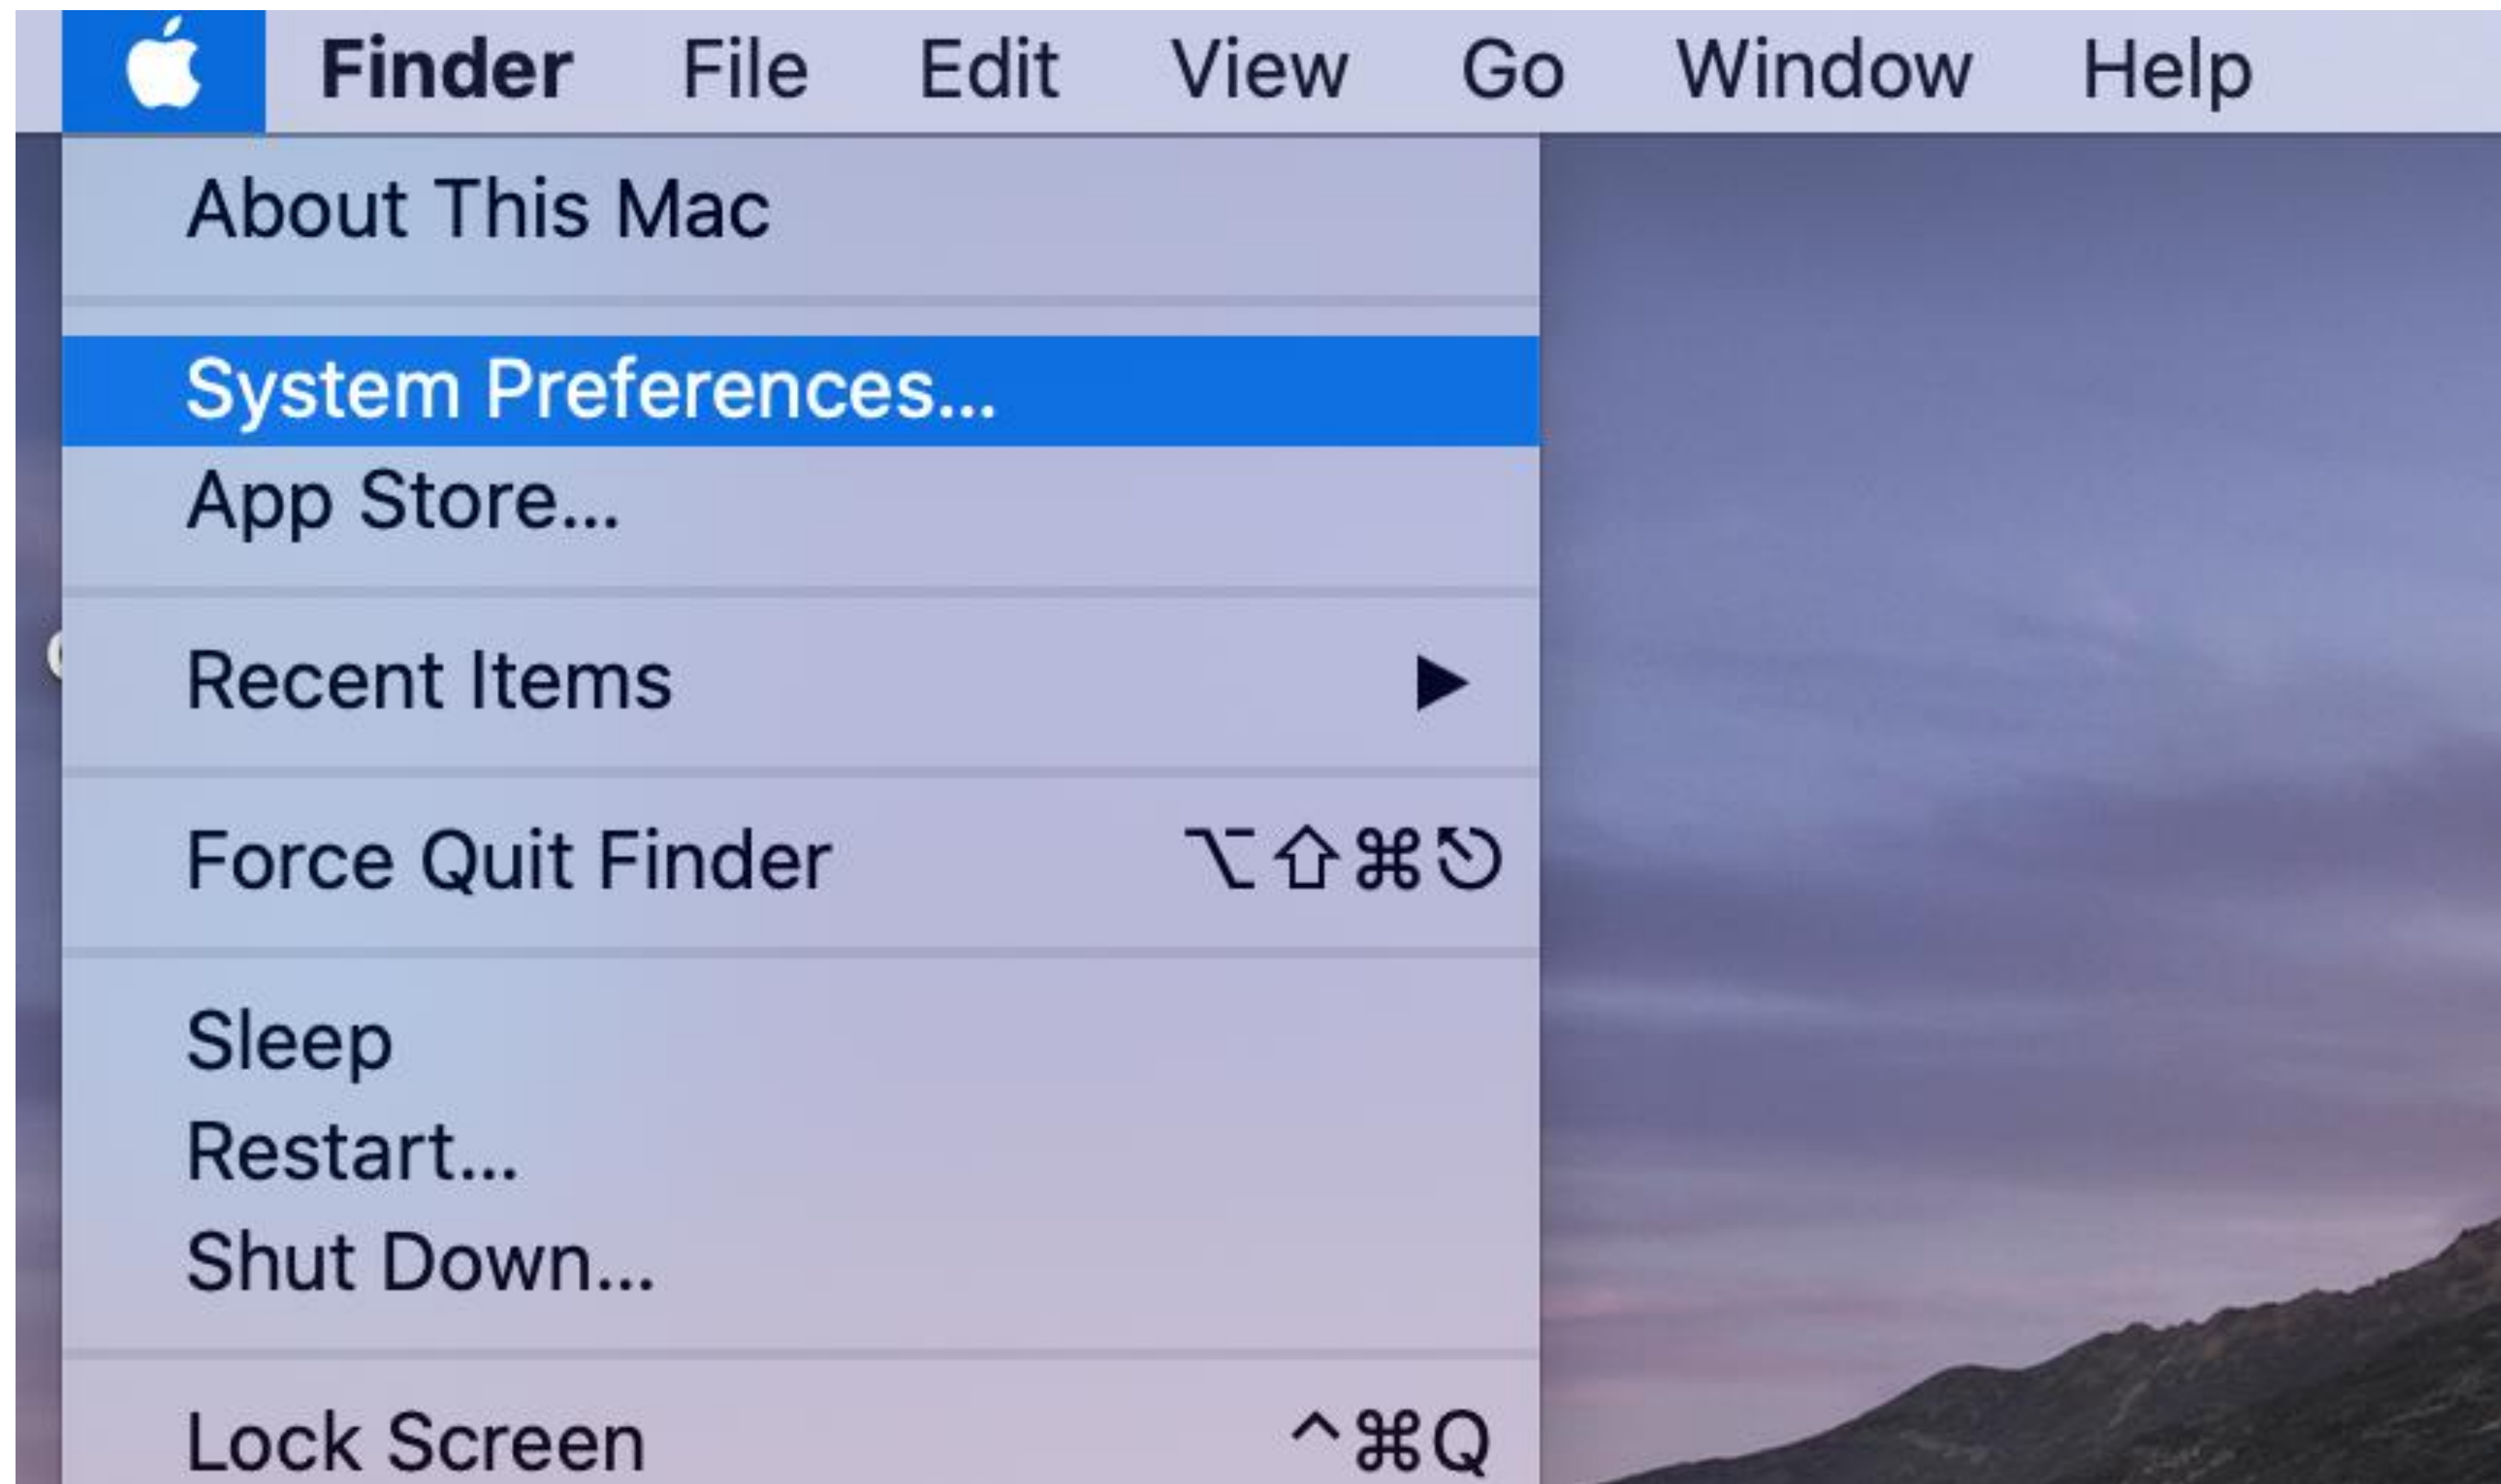 Finder File Edit View Go Window Help
About This Mac
System Preferences...
App Store...
Recent Items ▶
Force Quit Finder ⌥⇧⌘⎋
Sleep
Restart...
Shut Down...
Lock Screen ^⌘Q